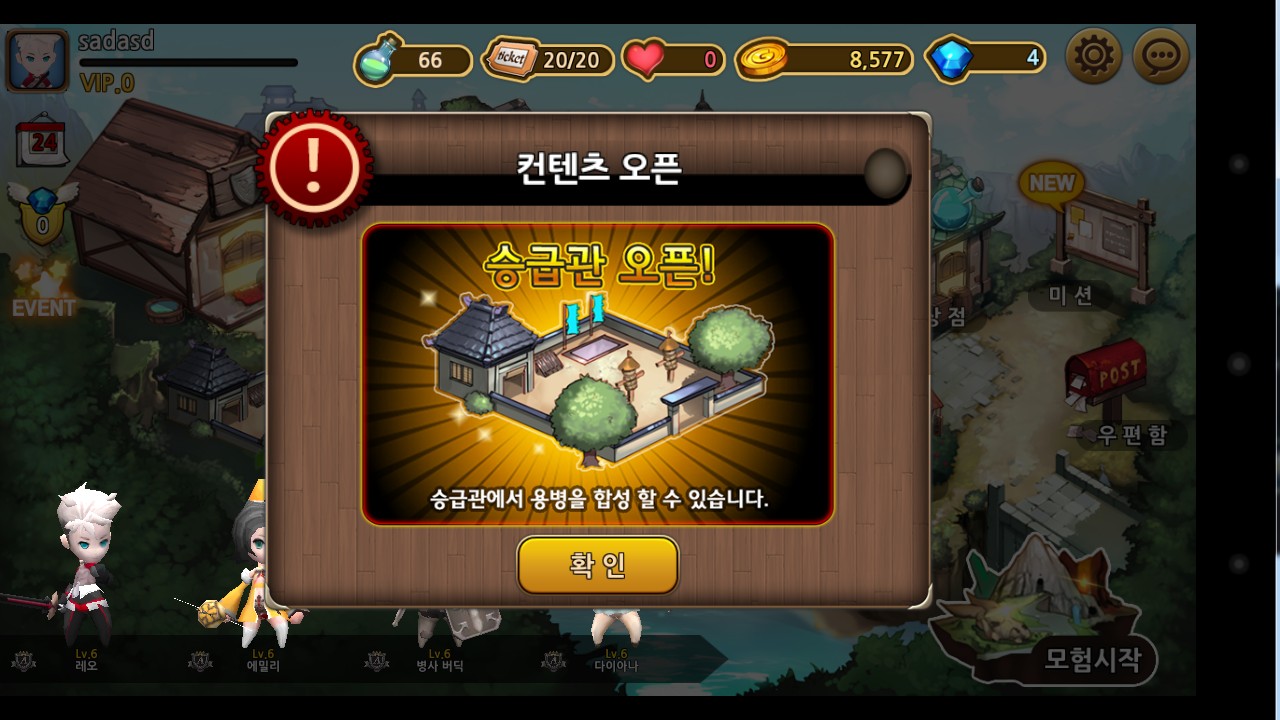 sadasd
VIP.0
66
ticket
20/20
0
8,577
4
24
0
EVENT
컨텐츠 오픈
승급관 오픈!
승급관에서 용병을 합성 할 수 있습니다.
확 인
NEW
미 션
상 점
POST
우 편 함
모험시작
Lv.6
레오
Lv.6
에밀리
Lv.6
병사 버딕
Lv.6
다이아나